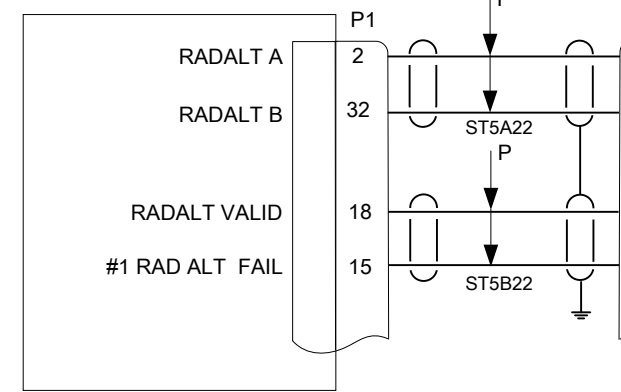 P1
RADALT A 2
RADALT B 32
ST5A22
P
RADALT VALID 18
#1 RAD ALT FAIL 15
ST5B22